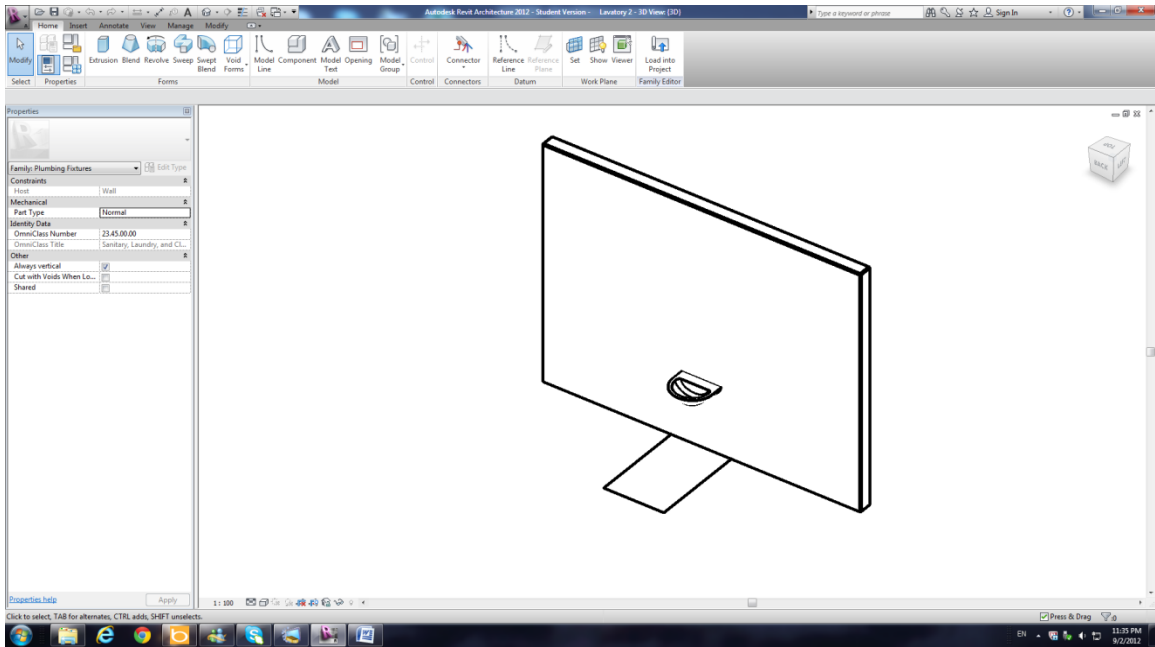 Autodesk Revit Architecture 2012 - Student Version - Lavatory 2 - 3D View: {3D}
Type a keyword or phrase
Sign In
Home Insert Annotate View Manage Modify
Modify
Extrusion Blend Revolve Sweep Swept Blend Void Forms
Model Line Component Model Text Opening Model Group
Control
Connector
Reference Line Reference Plane
Set Show Viewer
Load into Project
Select Properties Forms Model Control Connectors Datum Work Plane Family Editor
Properties
Family: Plumbing Fixtures Edit Type
Constraints
Host Wall
Mechanical
Part Type Normal
Identity Data
OmniClass Number 23.45.00.00
OmniClass Title Sanitary, Laundry, and Cl...
Other
Always vertical
Cut with Voids When Lo...
Shared
TOP
BACK
Properties help Apply
1 : 100
Click to select, TAB for alternates, CTRL adds, SHIFT unselects.
Press & Drag :0
EN
11:35 PM
9/2/2012